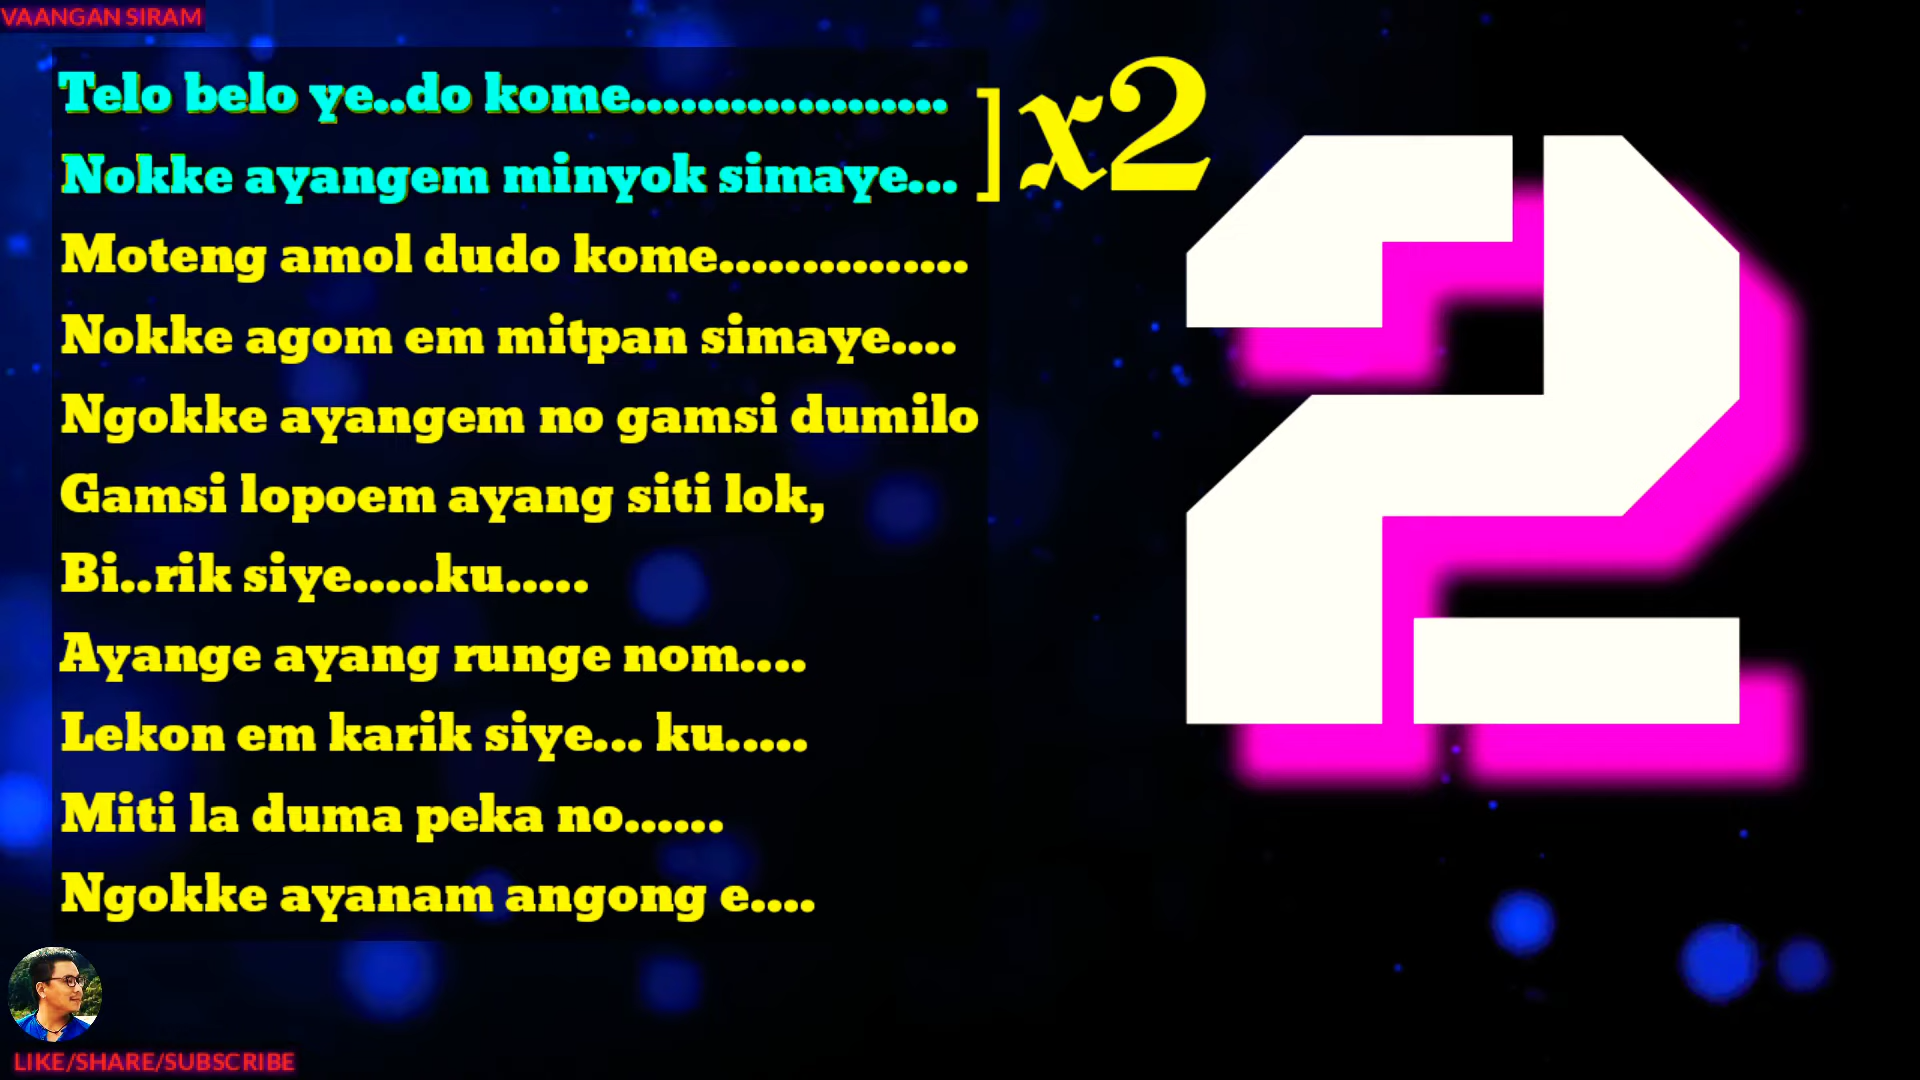 VAANGAN SIRAM
Telo belo ye..do kome...................
Nokke ayangem minyok simaye...
]x2
Moteng amol dudo kome...............
Nokke agom em mitpan simaye....
Ngokke ayangem no gamsi dumilo
Gamsi lopoem ayang siti lok,
Bi..rik siye.....ku.....
Ayange ayang runge nom....
Lekon em karik siye... ku.....
Miti la duma peka no......
Ngokke ayanam angong e....
2
LIKE/SHARE/SUBSCRIBE